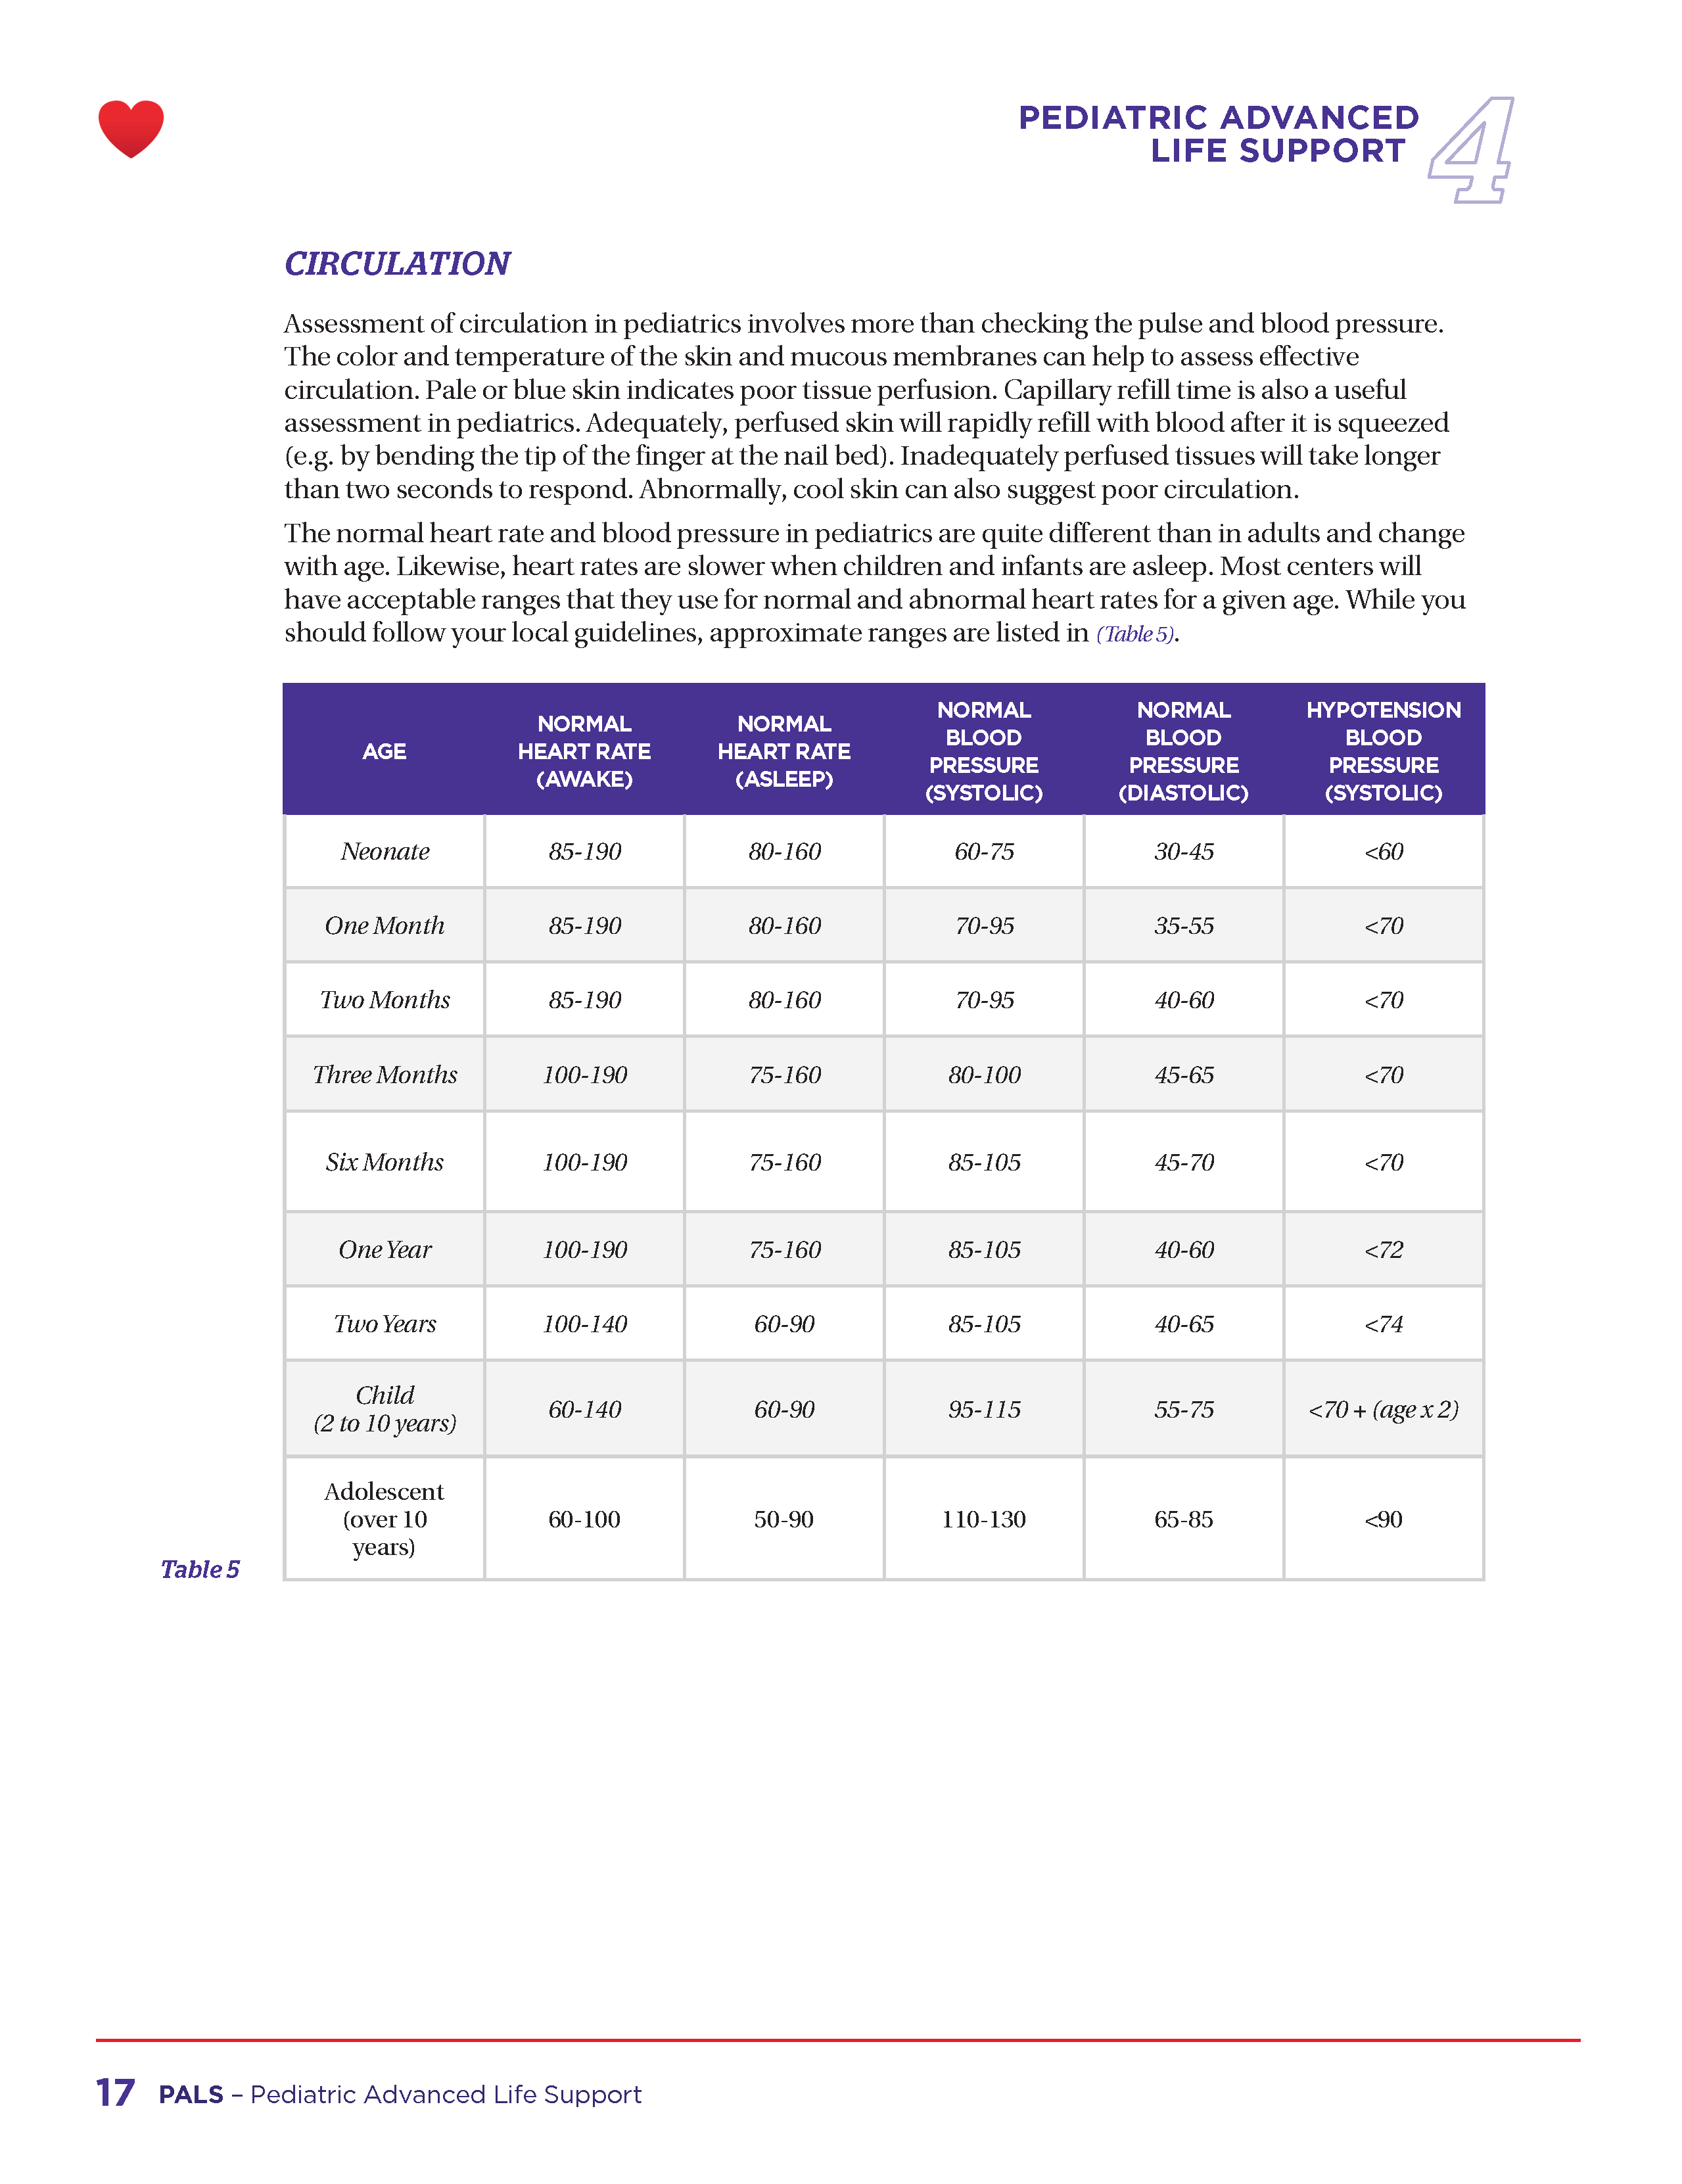 PEDIATRIC ADVANCED
LIFE SUPPORT
4
CIRCULATION
Assessment of circulation in pediatrics involves more than checking the pulse and blood pressure.
The color and temperature of the skin and mucous membranes can help to assess effective
circulation. Pale or blue skin indicates poor tissue perfusion. Capillary refill time is also a useful
assessment in pediatrics. Adequately, perfused skin will rapidly refill with blood after it is squeezed
(e.g. by bending the tip of the finger at the nail bed). Inadequately perfused tissues will take longer
than two seconds to respond. Abnormally, cool skin can also suggest poor circulation.
The normal heart rate and blood pressure in pediatrics are quite different than in adults and change
with age. Likewise, heart rates are slower when children and infants are asleep. Most centers will
have acceptable ranges that they use for normal and abnormal heart rates for a given age. While you
should follow your local guidelines, approximate ranges are listed in (Table 5).
AGE
NORMAL
HEART RATE
(AWAKE)
NORMAL
HEART RATE
(ASLEEP)
NORMAL
BLOOD
PRESSURE
(SYSTOLIC)
NORMAL
BLOOD
PRESSURE
(DIASTOLIC)
HYPOTENSION
BLOOD
PRESSURE
(SYSTOLIC)
Neonate 85-190 80-160 60-75 30-45 <60
One Month 85-190 80-160 70-95 35-55 <70
Two Months 85-190 80-160 70-95 40-60 <70
Three Months 100-190 75-160 80-100 45-65 <70
Six Months 100-190 75-160 85-105 45-70 <70
One Year 100-190 75-160 85-105 40-60 <72
Two Years 100-140 60-90 85-105 40-65 <74
Child
(2 to 10 years) 60-140 60-90 95-115 55-75 <70 + (age x 2)
Adolescent
(over 10
years) 60-100 50-90 110-130 65-85 <90
Table 5
17 PALS – Pediatric Advanced Life Support